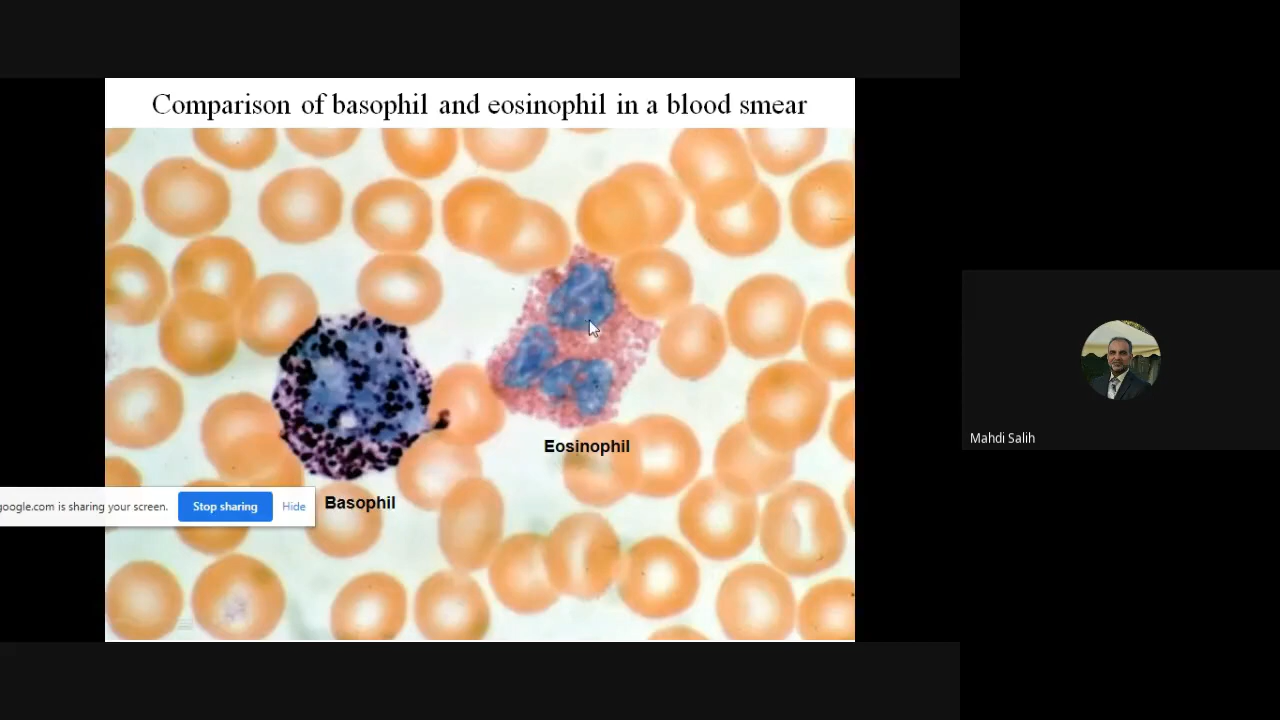 Comparison of basophil and eosinophil in a blood smear
Eosinophil
Mahdi Salih
google.com is sharing your screen.
Stop sharing
Hide
Basophil